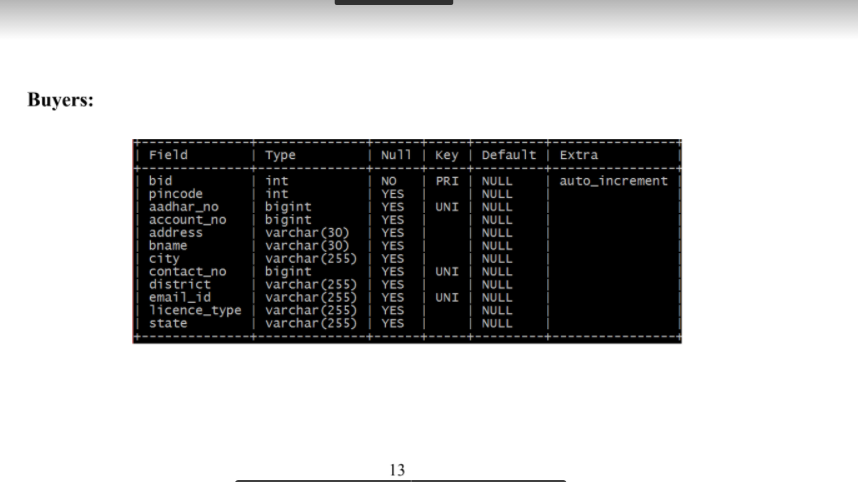 Buyers:
| Field | Type | Null | Key | Default | Extra |
| bid | int | NO | PRI | NULL | auto_increment |
| pincode | int | YES | | NULL | |
| aadhar_no | bigint | YES | UNI | NULL | |
| account_no | bigint | YES | | NULL | |
| address | varchar(30) | YES | | NULL | |
| bname | varchar(30) | YES | | NULL | |
| city | varchar(255) | YES | | NULL | |
| contact_no | bigint | YES | UNI | NULL | |
| district | varchar(255) | YES | | NULL | |
| email_id | varchar(255) | YES | UNI | NULL | |
| licence_type | varchar(255) | YES | | NULL | |
| state | varchar(255) | YES | | NULL | |
13